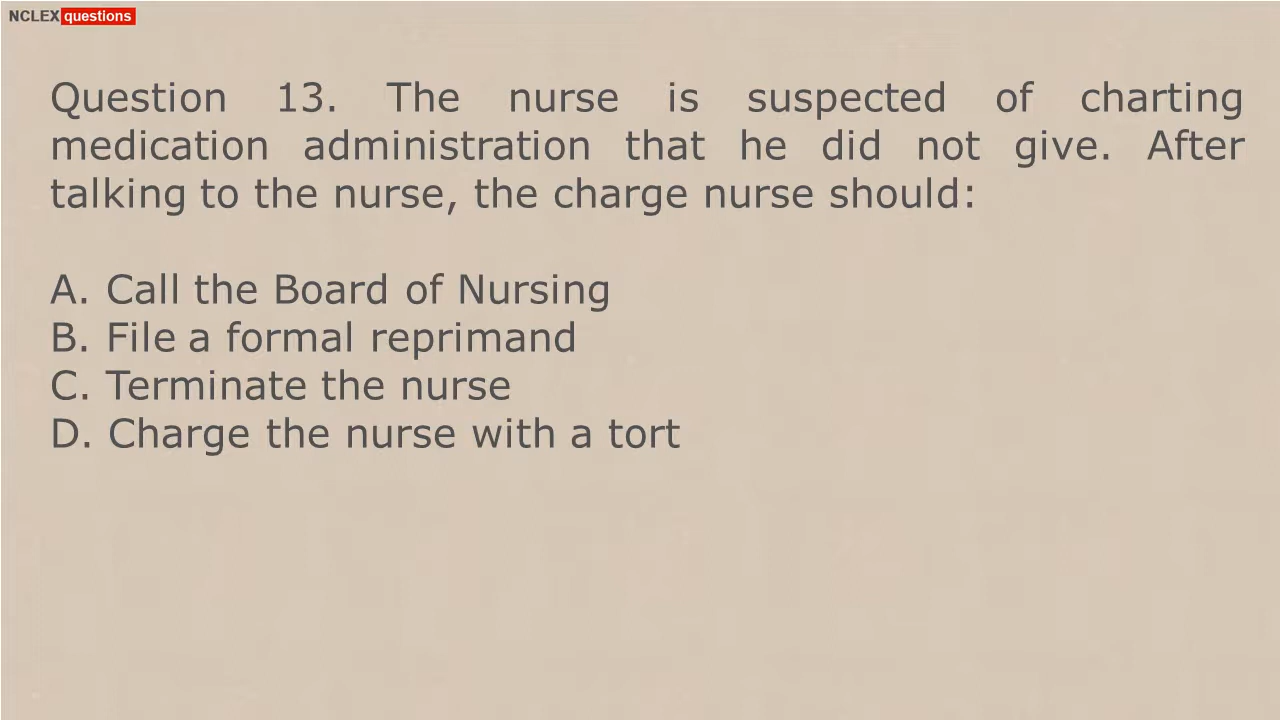 NCLEX questions
Question 13. The nurse is suspected of charting
medication administration that he did not give. After
talking to the nurse, the charge nurse should:
A. Call the Board of Nursing
B. File a formal reprimand
C. Terminate the nurse
D. Charge the nurse with a tort